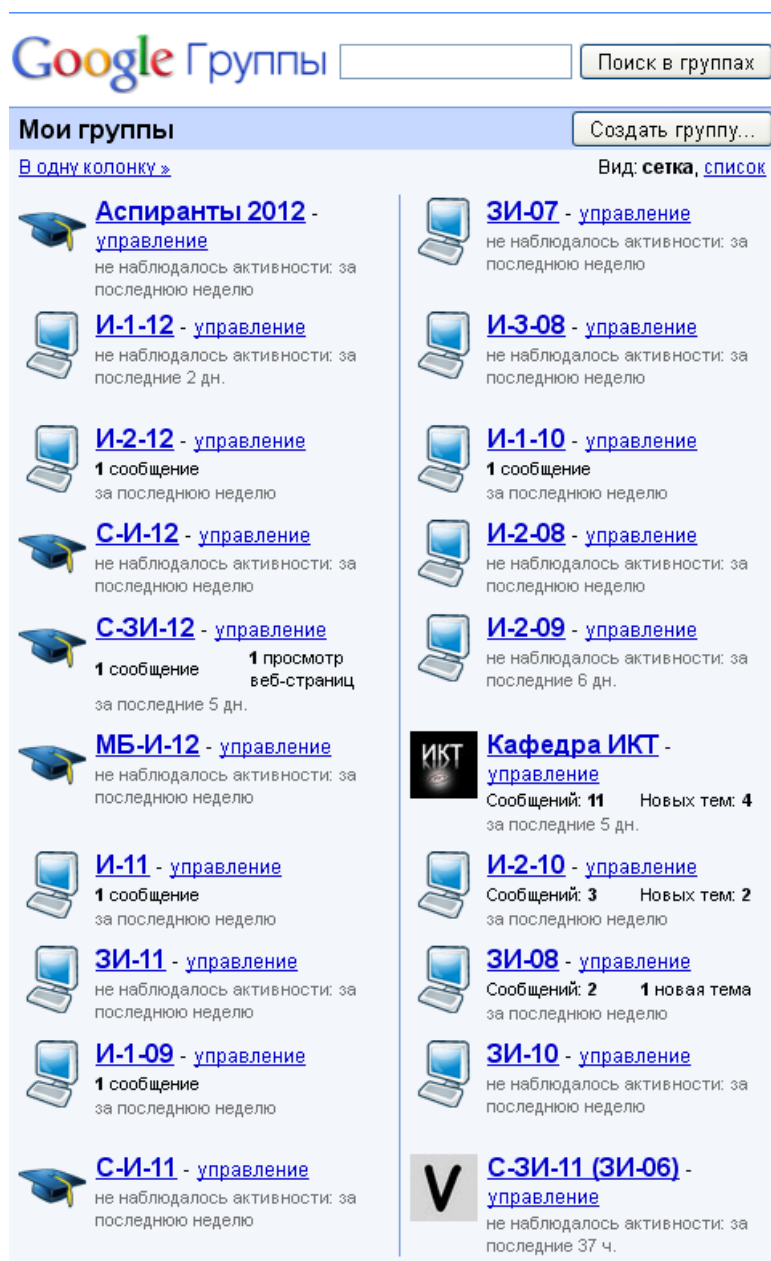 Google Группы
Поиск в группах
Мои группы
Создать группу...
В одну колонку »
Вид: сетка, список
Аспиранты 2012 -
управление
не наблюдалось активности: за
последнюю неделю
И-1-12 - управление
не наблюдалось активности: за
последние 2 дн.
И-2-12 - управление
1 сообщение
за последнюю неделю
С-И-12 - управление
не наблюдалось активности: за
последнюю неделю
С-ЗИ-12 - управление
1 сообщение
1 просмотр
веб-страниц
за последние 5 дн.
МБ-И-12 - управление
не наблюдалось активности: за
последнюю неделю
И-11 - управление
1 сообщение
за последнюю неделю
ЗИ-11 - управление
не наблюдалось активности: за
последнюю неделю
И-1-09 - управление
1 сообщение
за последнюю неделю
С-И-11 - управление
не наблюдалось активности: за
последнюю неделю
ЗИ-07 - управление
не наблюдалось активности: за
последнюю неделю
И-3-08 - управление
не наблюдалось активности: за
последнюю неделю
И-1-10 - управление
1 сообщение
за последнюю неделю
И-2-08 - управление
не наблюдалось активности: за
последнюю неделю
И-2-09 - управление
не наблюдалось активности: за
последние 6 дн.
ИКТ
Кафедра ИКТ -
управление
Сообщений: 11 Новых тем: 4
за последние 5 дн.
И-2-10 - управление
Сообщений: 3 Новых тем: 2
за последнюю неделю
ЗИ-08 - управление
Сообщений: 2 1 новая тема
за последнюю неделю
ЗИ-10 - управление
не наблюдалось активности: за
последнюю неделю
V
С-ЗИ-11 (ЗИ-06) -
управление
не наблюдалось активности: за
последние 37 ч.